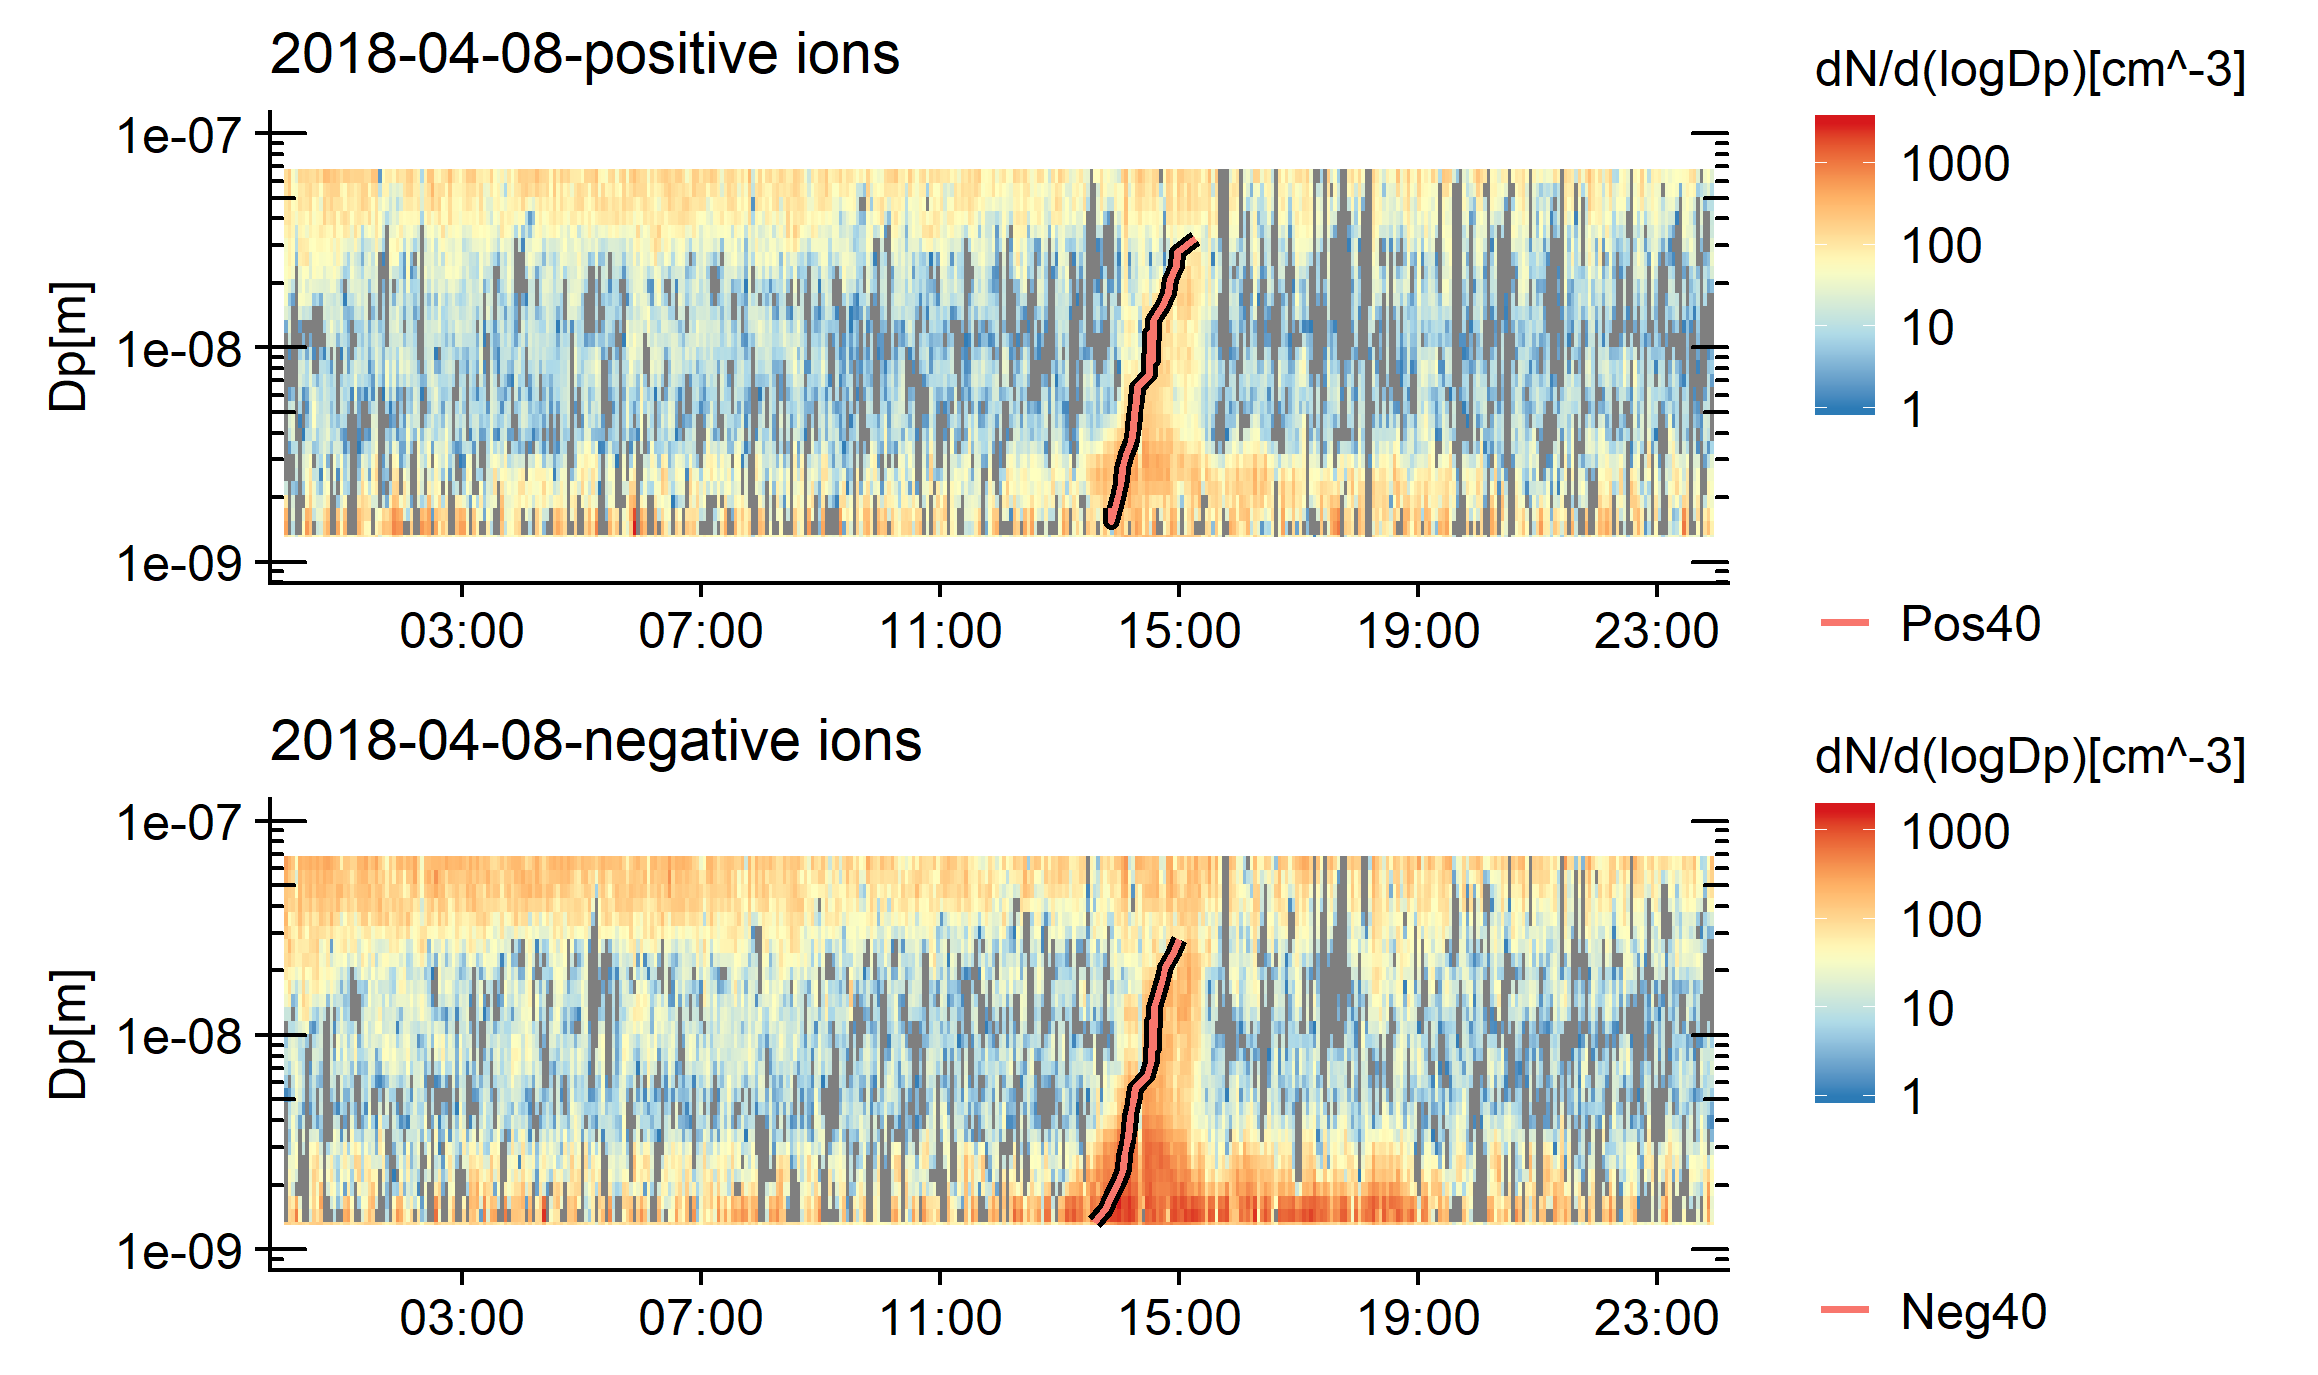 2018-04-08-positive ions
dN/d(logDp)[cm^-3]
1000
100
10
1
Dp[m]
1e-07
1e-08
1e-09
03:00 07:00 11:00 15:00 19:00 23:00
Pos40
2018-04-08-negative ions
dN/d(logDp)[cm^-3]
1000
100
10
1
Dp[m]
1e-07
1e-08
1e-09
03:00 07:00 11:00 15:00 19:00 23:00
Neg40